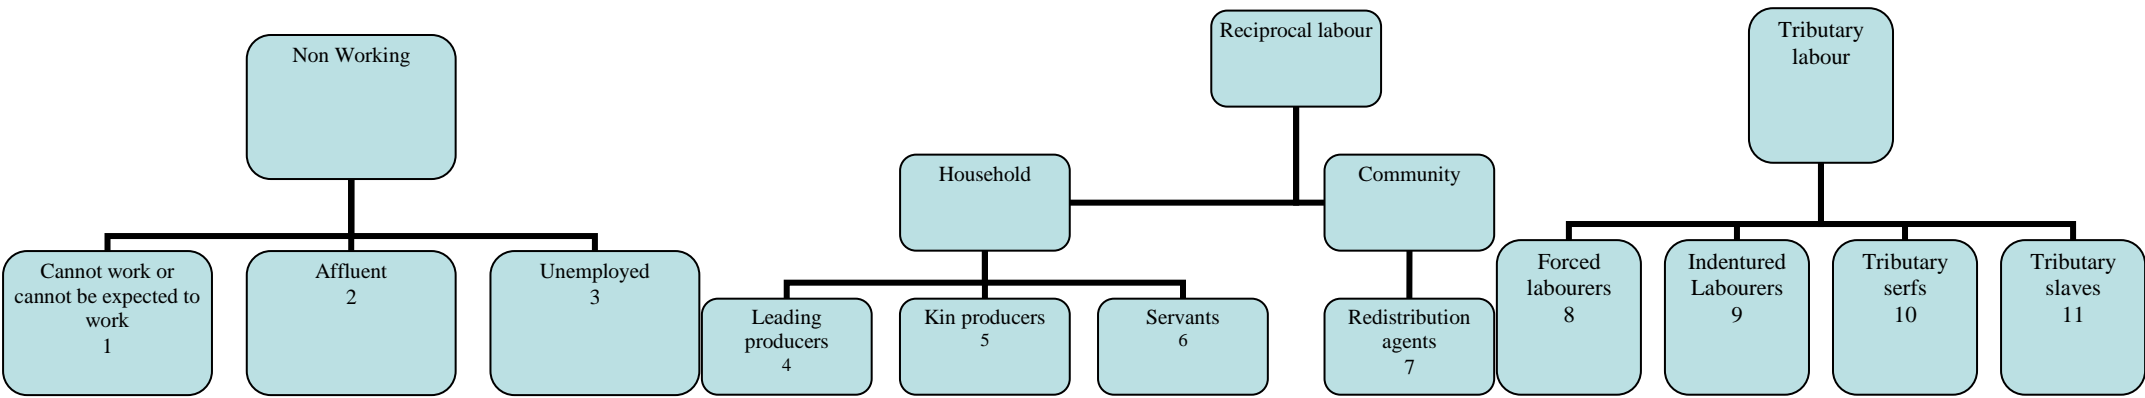 Non Working
Cannot work or
cannot be expected to
work
1
Affluent
2
Unemployed
3
Reciprocal labour
Household
Community
Leading
producers
4
Kin producers
5
Servants
6
Redistribution
agents
7
Tributary
labour
Forced
labourers
8
Indentured
Labourers
9
Tributary
serfs
10
Tributary
slaves
11